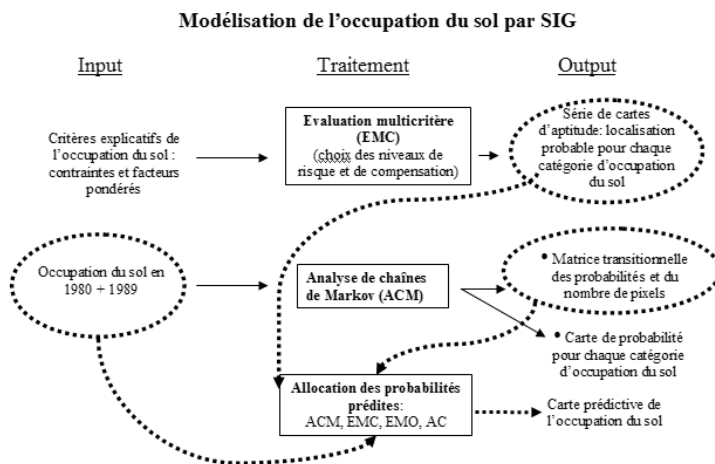 Modélisation de l'occupation du sol par SIG
Input
Traitement
Output
Critères explicatifs de
l'occupation du sol :
contraintes et facteurs
pondérés
Evaluation multicritère
(EMC)
(choix des niveaux de
risque et de compensation)
Série de cartes
d'aptitude: localisation
probable pour chaque
catégorie d'occupation
du sol
Occupation du sol en
1980 + 1989
Analyse de chaînes
de Markov (ACM)
• Matrice transitionnelle
des probabilités et du
nombre de pixels
• Carte de probabilité
pour chaque catégorie
d'occupation du sol
Allocation des probabilités
prédites:
ACM, EMC, EMO, AC
Carte prédictive de
l'occupation du sol